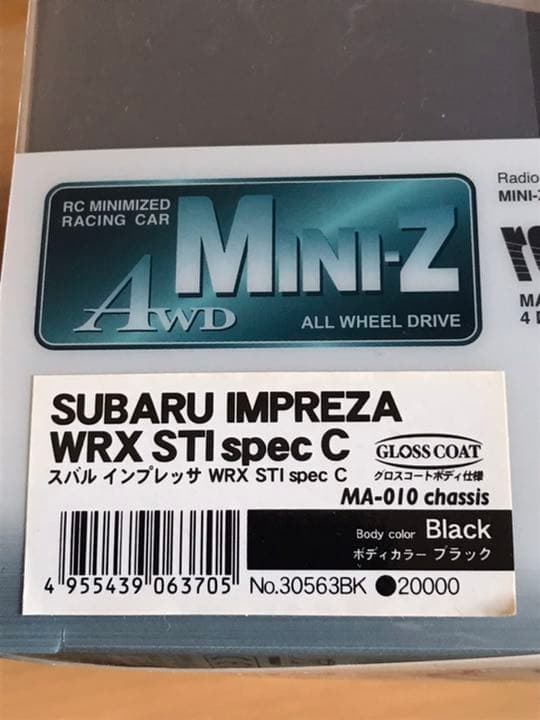 RC MINIMIZED
RACING CAR
MINI-Z
AWD
ALL WHEEL DRIVE
Radio
MINI-Z
MA
4
SUBARU IMPREZA
WRX STI spec C
GLOSS COAT
スバル インプレッサ WRX STI spec C
グロスコートボディ仕様
MA-010 chassis
Body color Black
ボディカラー ブラック
4 955439 063705
No.30563BK ●20000